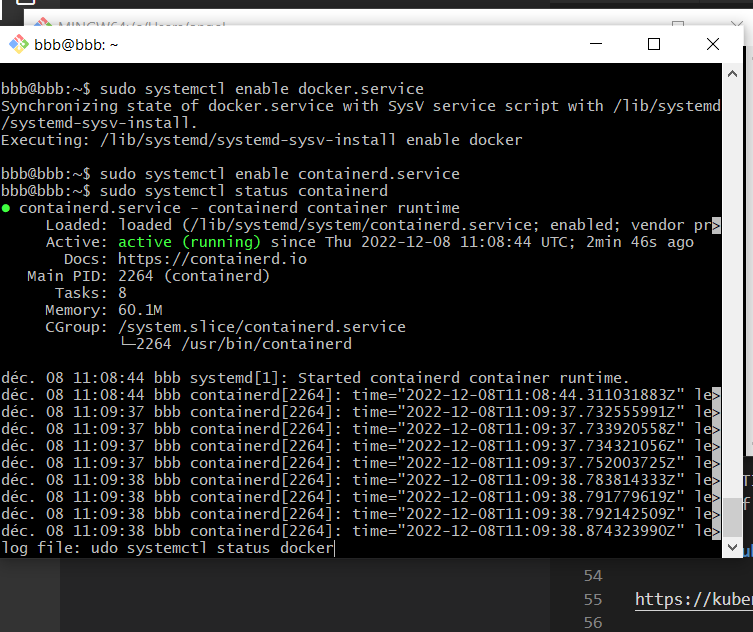 MINGW64:/c/Users/angel
bbb@bbb: ~
bbb@bbb:~$ sudo systemctl enable docker.service
Synchronizing state of docker.service with SysV service script with /lib/systemd
/systemd-sysv-install.
Executing: /lib/systemd/systemd-sysv-install enable docker
bbb@bbb:~$ sudo systemctl enable containerd.service
bbb@bbb:~$ sudo systemctl status containerd
● containerd.service - containerd container runtime
Loaded: loaded (/lib/systemd/system/containerd.service; enabled; vendor pr>
Active: active (running) since Thu 2022-12-08 11:08:44 UTC; 2min 46s ago
Docs: https://containerd.io
Main PID: 2264 (containerd)
Tasks: 8
Memory: 60.1M
CGroup: /system.slice/containerd.service
└─2264 /usr/bin/containerd
déc. 08 11:08:44 bbb systemd[1]: Started containerd container runtime.
déc. 08 11:08:44 bbb containerd[2264]: time="2022-12-08T11:08:44.311031883Z" le>
déc. 08 11:09:37 bbb containerd[2264]: time="2022-12-08T11:09:37.732555991Z" le>
déc. 08 11:09:37 bbb containerd[2264]: time="2022-12-08T11:09:37.733920558Z" le>
déc. 08 11:09:37 bbb containerd[2264]: time="2022-12-08T11:09:37.734321056Z" le>
déc. 08 11:09:37 bbb containerd[2264]: time="2022-12-08T11:09:37.752003725Z" le>
déc. 08 11:09:38 bbb containerd[2264]: time="2022-12-08T11:09:38.783814333Z" le>
déc. 08 11:09:38 bbb containerd[2264]: time="2022-12-08T11:09:38.791779619Z" le>
déc. 08 11:09:38 bbb containerd[2264]: time="2022-12-08T11:09:38.792142509Z" le>
déc. 08 11:09:38 bbb containerd[2264]: time="2022-12-08T11:09:38.874323990Z" le>
log file: udo systemctl status docker
54
55 https://kuber
56